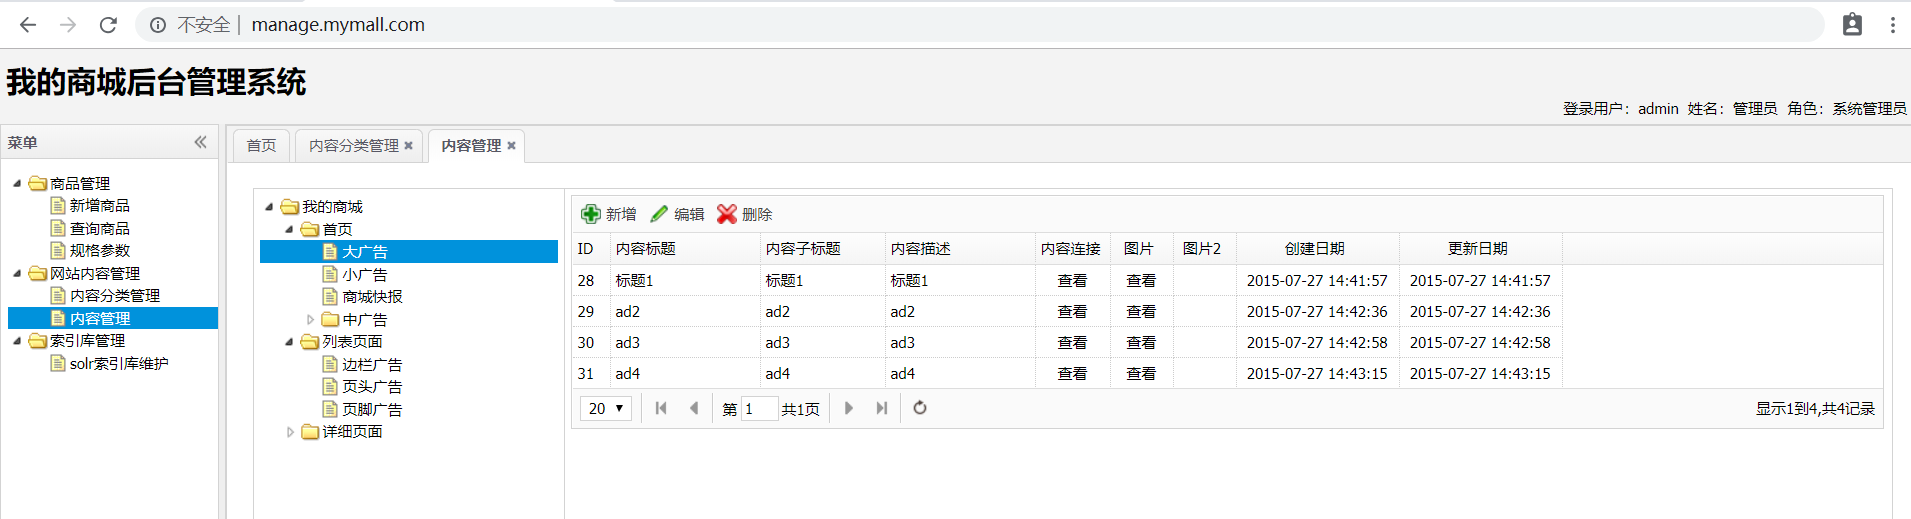 不安全 | manage.mymall.com
我的商城后台管理系统
登录用户：admin 姓名：管理员 角色：系统管理员
菜单
商品管理
新增商品
查询商品
规格参数
网站内容管理
内容分类管理
内容管理
索引库管理
solr索引库维护
首页 内容分类管理 内容管理
我的商城
首页
大广告
小广告
商城快报
中广告
列表页面
边栏广告
页头广告
页脚广告
详细页面
新增 编辑 删除
ID 内容标题 内容子标题 内容描述 内容连接 图片 图片2 创建日期 更新日期
28 标题1 标题1 标题1 查看 查看 2015-07-27 14:41:57 2015-07-27 14:41:57
29 ad2 ad2 ad2 查看 查看 2015-07-27 14:42:36 2015-07-27 14:42:36
30 ad3 ad3 ad3 查看 查看 2015-07-27 14:42:58 2015-07-27 14:42:58
31 ad4 ad4 ad4 查看 查看 2015-07-27 14:43:15 2015-07-27 14:43:15
20 第 1 共1页 显示1到4,共4记录